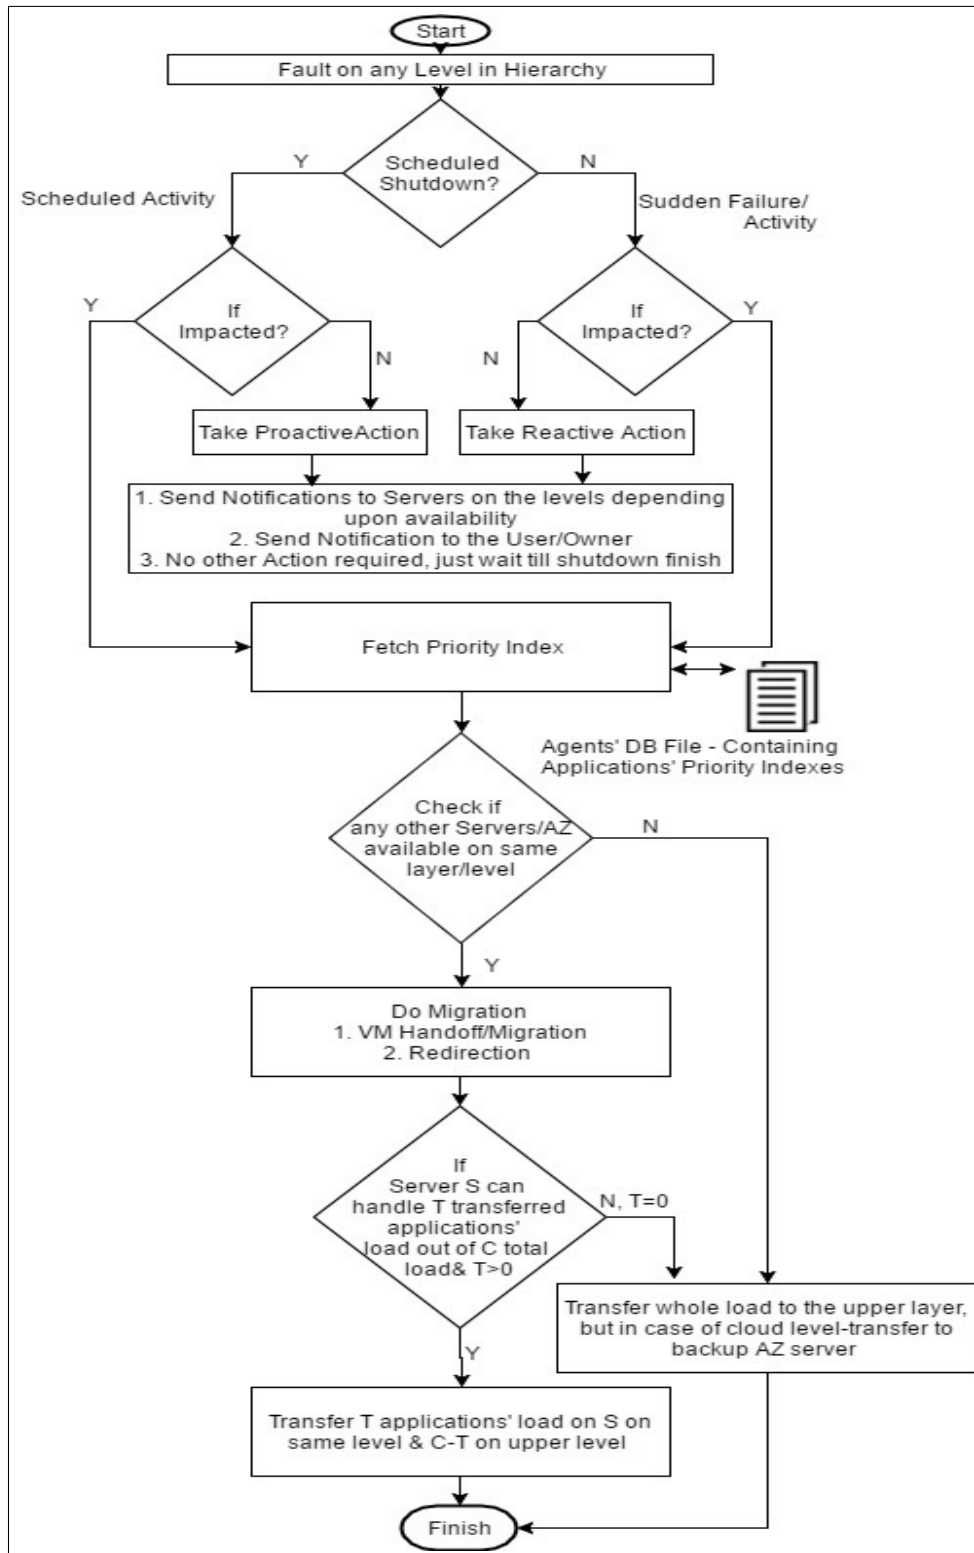 Start
Fault on any Level in Hierarchy
Scheduled
Shutdown?
Y
N
Scheduled Activity
Sudden Failure/
Activity
If
Impacted?
Y
N
If
Impacted?
N
Y
Take ProactiveAction
Take Reactive Action
1. Send Notifications to Servers on the levels depending
upon availability
2. Send Notification to the User/Owner
3. No other Action required, just wait till shutdown finish
Fetch Priority Index
Agents' DB File - Containing
Applications' Priority Indexes
Check if
any other Servers/AZ
available on same
layer/level
N
Y
Do Migration
1. VM Handoff/Migration
2. Redirection
If
Server S can
handle T transferred
applications'
load out of C total
load& T>0
N, T=0
Y
Transfer whole load to the upper layer,
but in case of cloud level-transfer to
backup AZ server
Transfer T applications' load on S on
same level & C-T on upper level
Finish